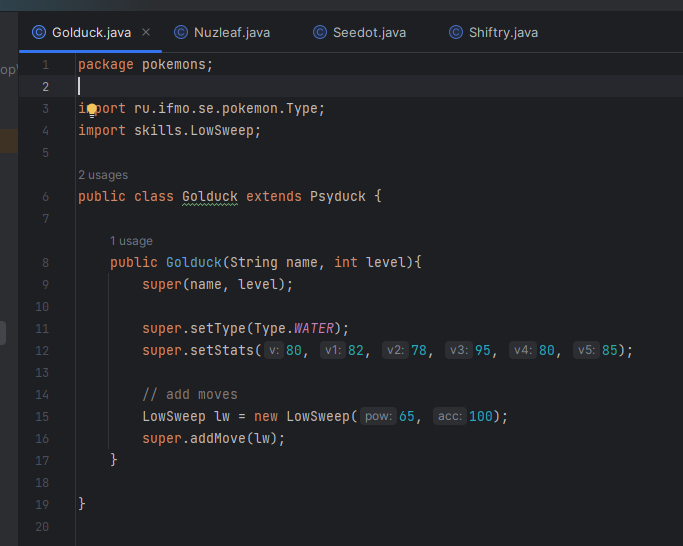 Golduck.java
Nuzleaf.java
Seedot.java
Shiftry.java
op
1 package pokemons;
2
3 import ru.ifmo.se.pokemon.Type;
4 import skills.LowSweep;
5
2 usages
6 public class Golduck extends Psyduck {
7
1 usage
8 public Golduck(String name, int level){
9 super(name, level);
10
11 super.setType(Type.WATER);
12 super.setStats( v: 80, v1: 82, v2: 78, v3: 95, v4: 80, v5: 85);
13
14 // add moves
15 LowSweep lw = new LowSweep( pow: 65, acc: 100);
16 super.addMove(lw);
17 }
18
19 }
20